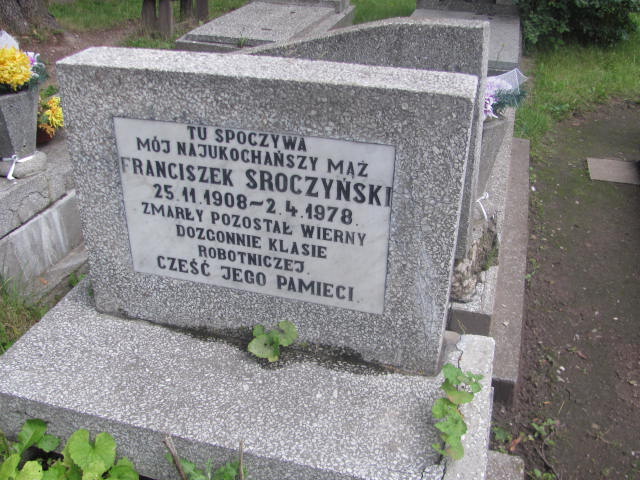 TU SPOCZYWA
MÓJ NAJUKOCHAŃSZY MĄŻ
FRANCISZEK SROCZYŃSKI
25.11.1908–2.4.1978.
ZMARŁY POZOSTAŁ WIERNY
DOZGONNIE KLASIE
ROBOTNICZEJ.
CZEŚĆ JEGO PAMIECI.